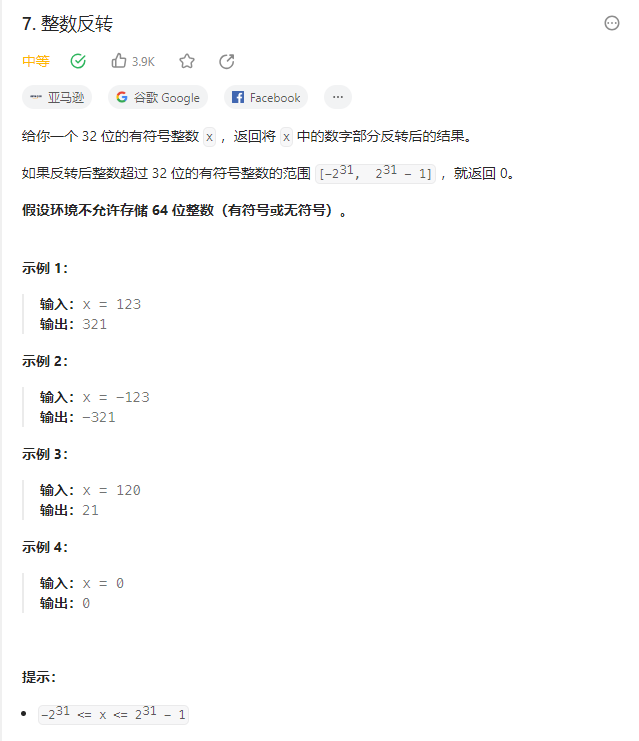 7. 整数反转
中等 3.9K
亚马逊 谷歌 Google Facebook ...
给你一个 32 位的有符号整数 x ，返回将 x 中的数字部分反转后的结果。
如果反转后整数超过 32 位的有符号整数的范围 [−2^31,  2^31 − 1] ，就返回 0。
假设环境不允许存储 64 位整数（有符号或无符号）。
示例 1：
输入：x = 123
输出：321
示例 2：
输入：x = -123
输出：-321
示例 3：
输入：x = 120
输出：21
示例 4：
输入：x = 0
输出：0
提示：
• -2^31 <= x <= 2^31 - 1